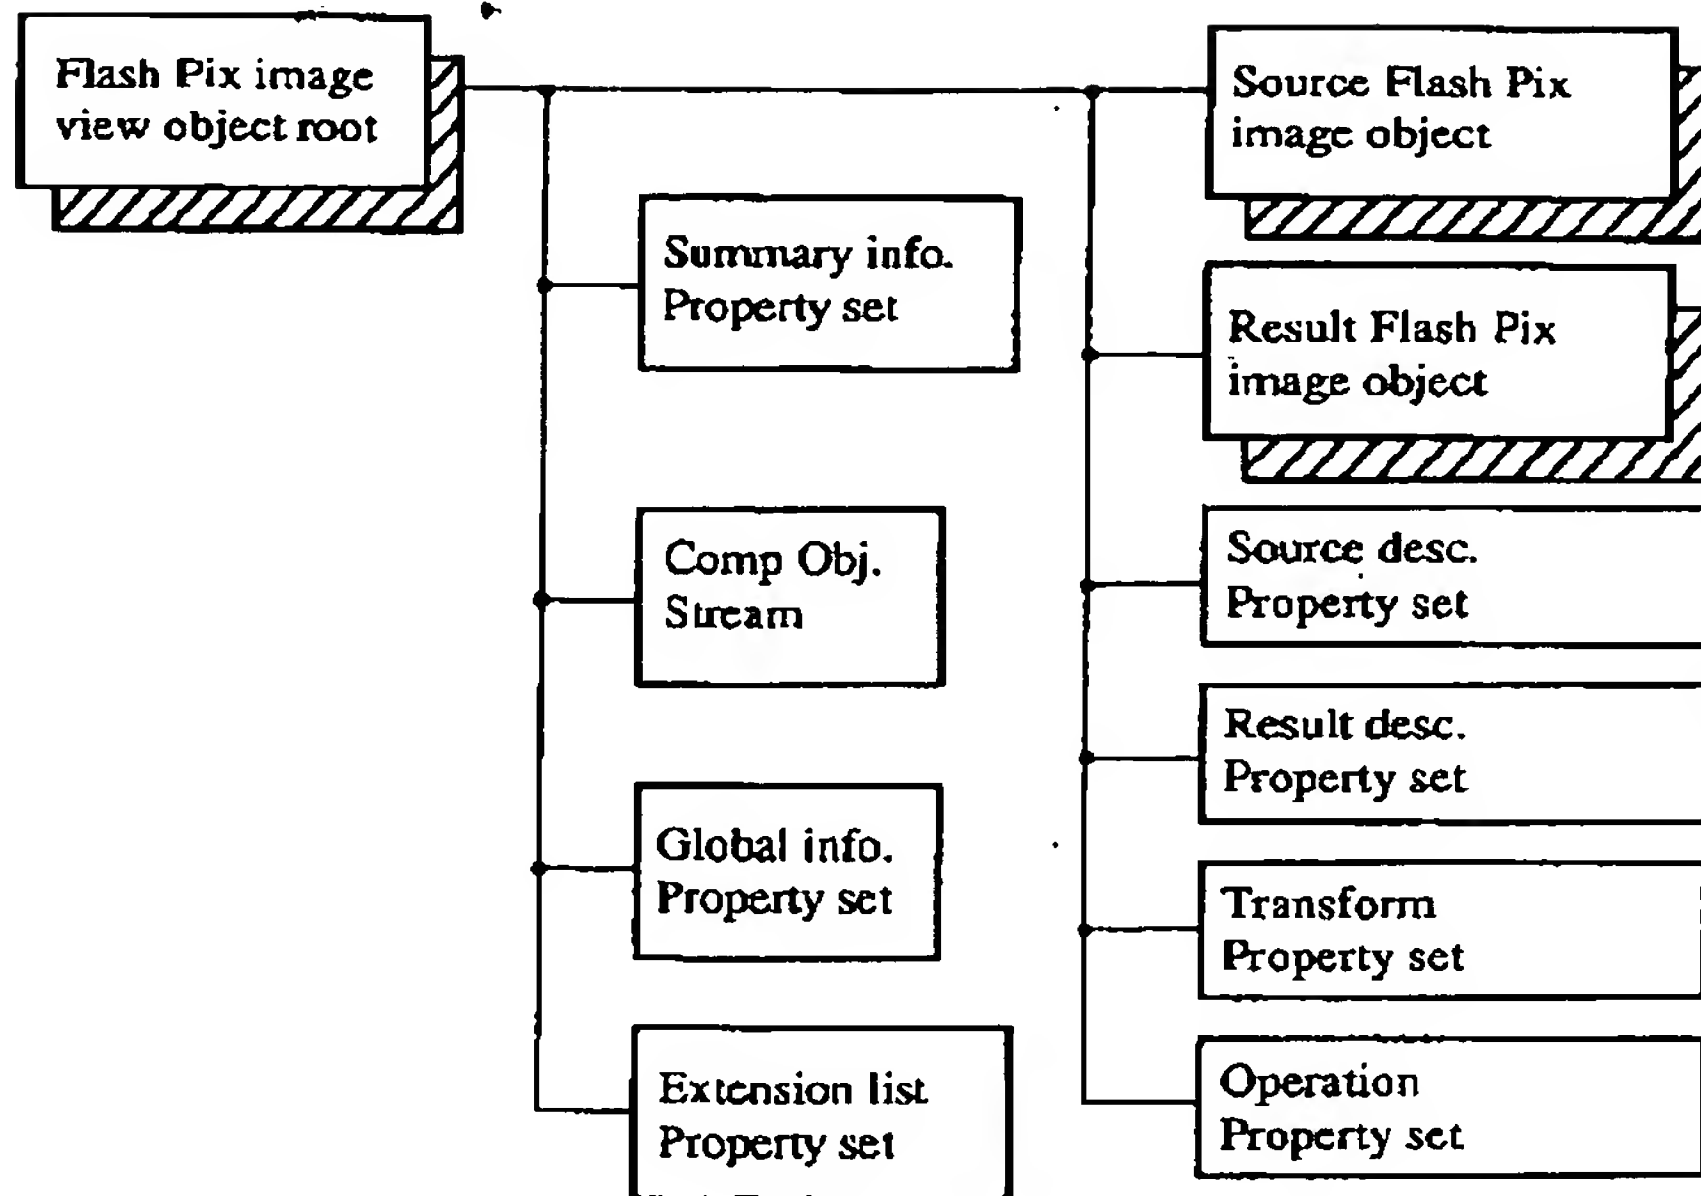 Flash Pix image
view object root
Summary info.
Property set
Comp Obj.
Stream
Global info.
Property set
Extension list
Property set
Source Flash Pix
image object
Result Flash Pix
image object
Source desc.
Property set
Result desc.
Property set
Transform
Property set
Operation
Property set